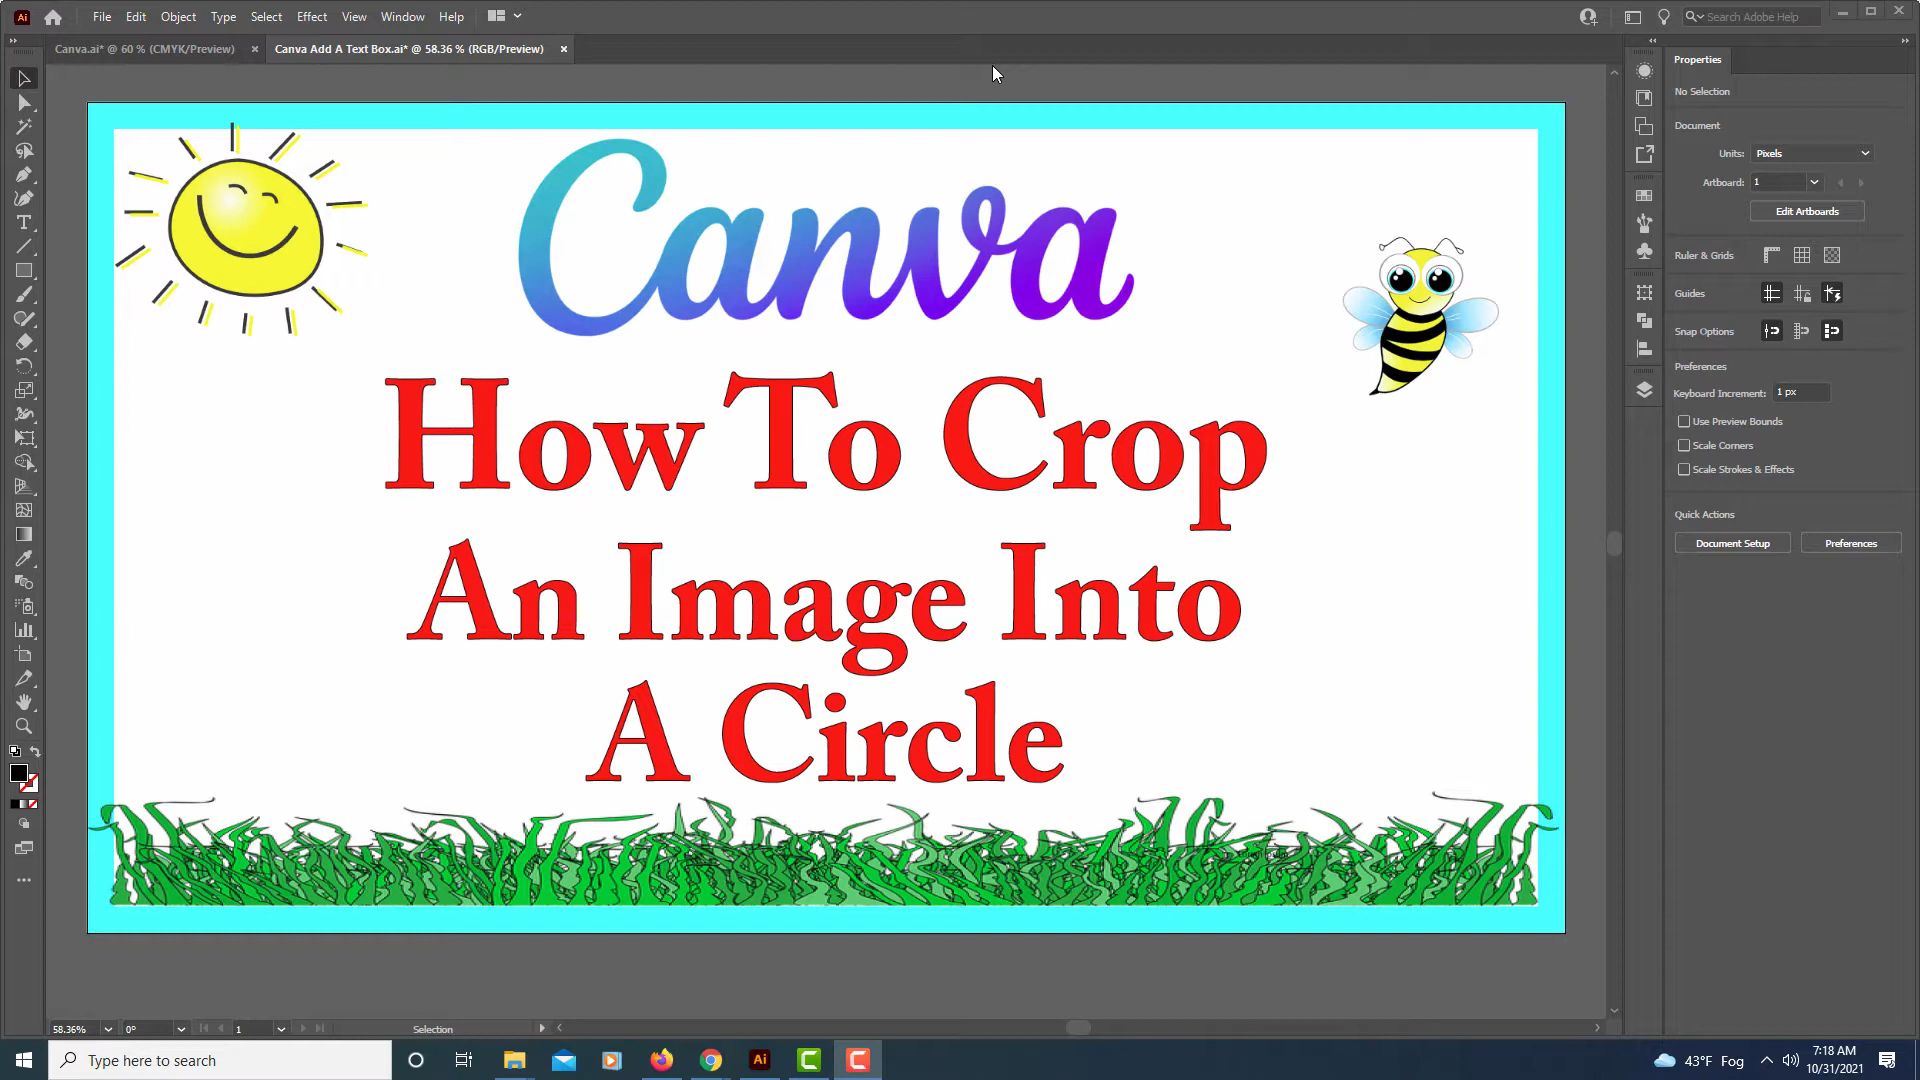 Ai File Edit Object Type Select Effect View Window Help Search Adobe Help
Canva.ai* @ 60 % (CMYK/Preview) × Canva Add A Text Box.ai* @ 58.36 % (RGB/Preview) ×
Canva
How To Crop
An Image Into
A Circle
Properties
No Selection
Document
Units: Pixels
Artboard: 1
Edit Artboards
Ruler & Grids
Guides
Snap Options
Preferences
Keyboard Increment: 1 px
Use Preview Bounds
Scale Corners
Scale Strokes & Effects
Quick Actions
Document Setup Preferences
58.36% 0° 1 Selection
Type here to search Ai 43°F Fog 7:18 AM
10/31/2021